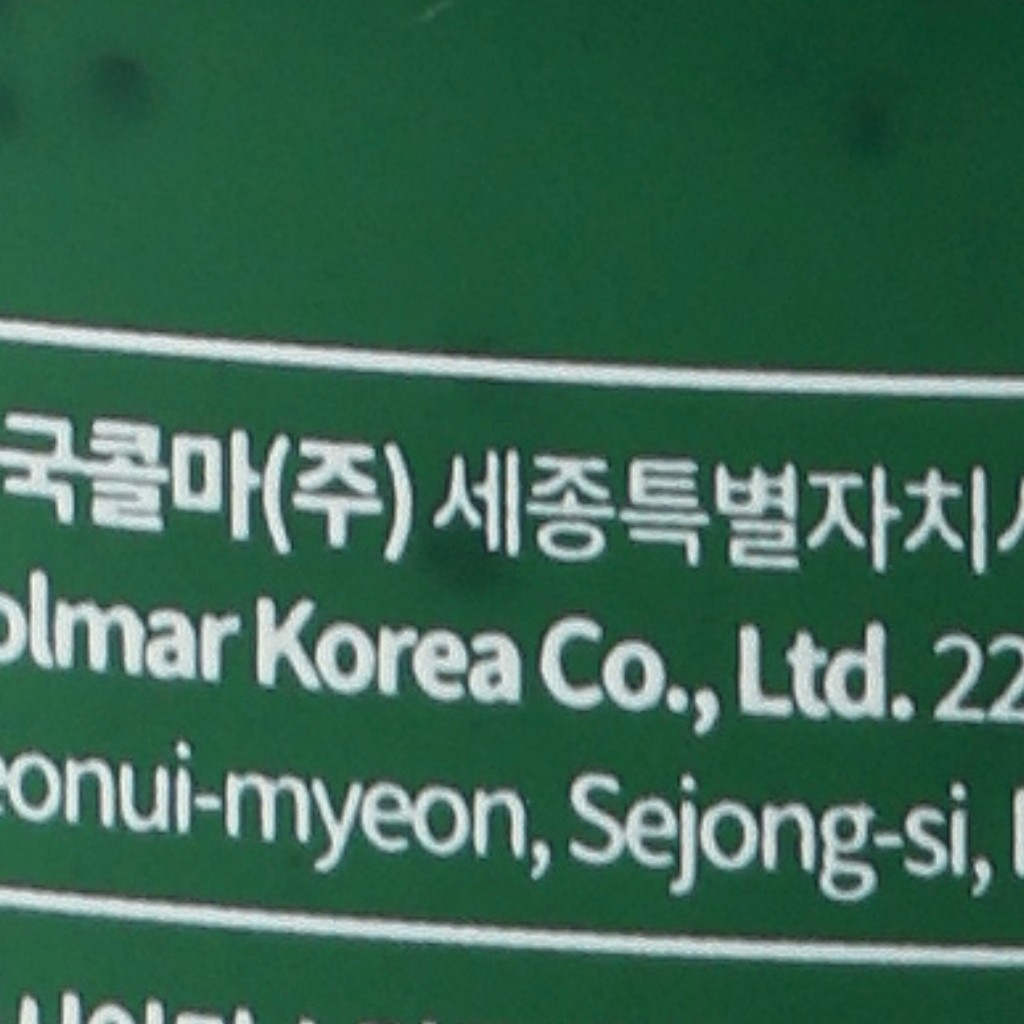 국콜마(주) 세종특별자치시
olmar Korea Co., Ltd. 22
eonui-myeon, Sejong-si,